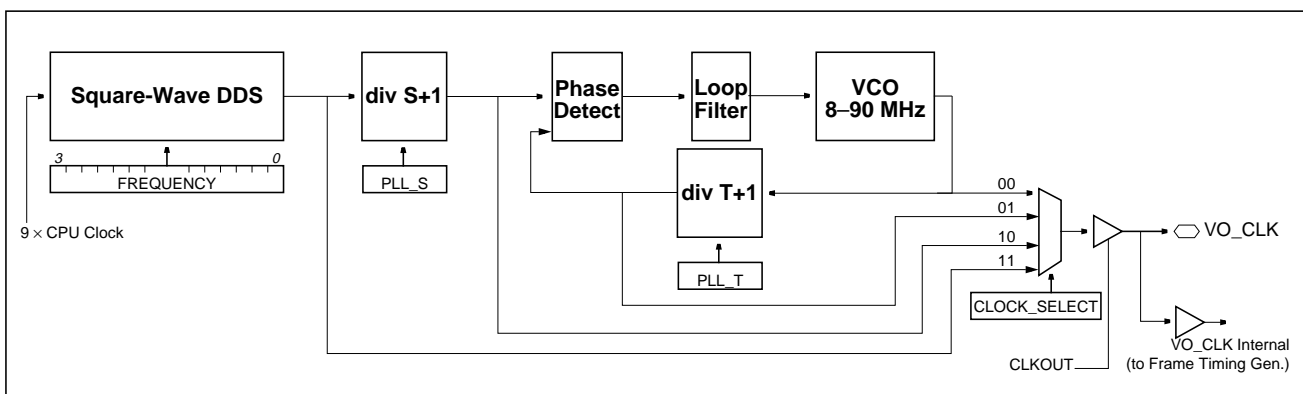 Square-Wave DDS
3
0
FREQUENCY
9 × CPU Clock
div S+1
PLL_S
Phase
Detect
Loop
Filter
VCO
8–90 MHz
div T+1
PLL_T
00
01
10
11
CLOCK_SELECT
VO_CLK
CLKOUT
VO_CLK Internal
(to Frame Timing Gen.)